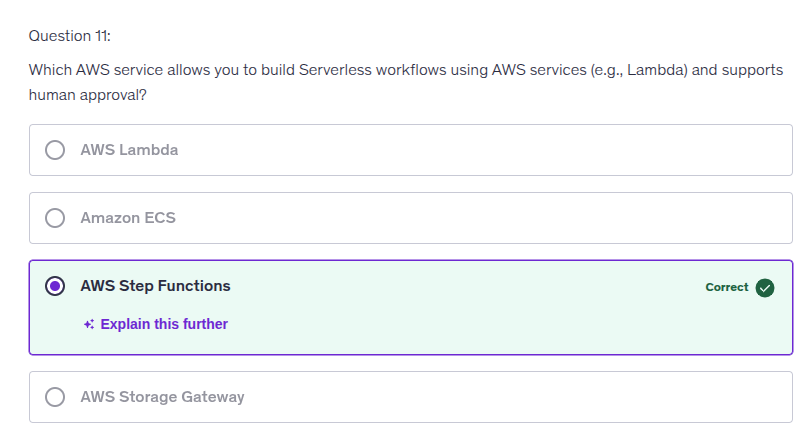 Question 11:
Which AWS service allows you to build Serverless workflows using AWS services (e.g., Lambda) and supports
human approval?
AWS Lambda
Amazon ECS
AWS Step Functions
Correct
Explain this further
AWS Storage Gateway